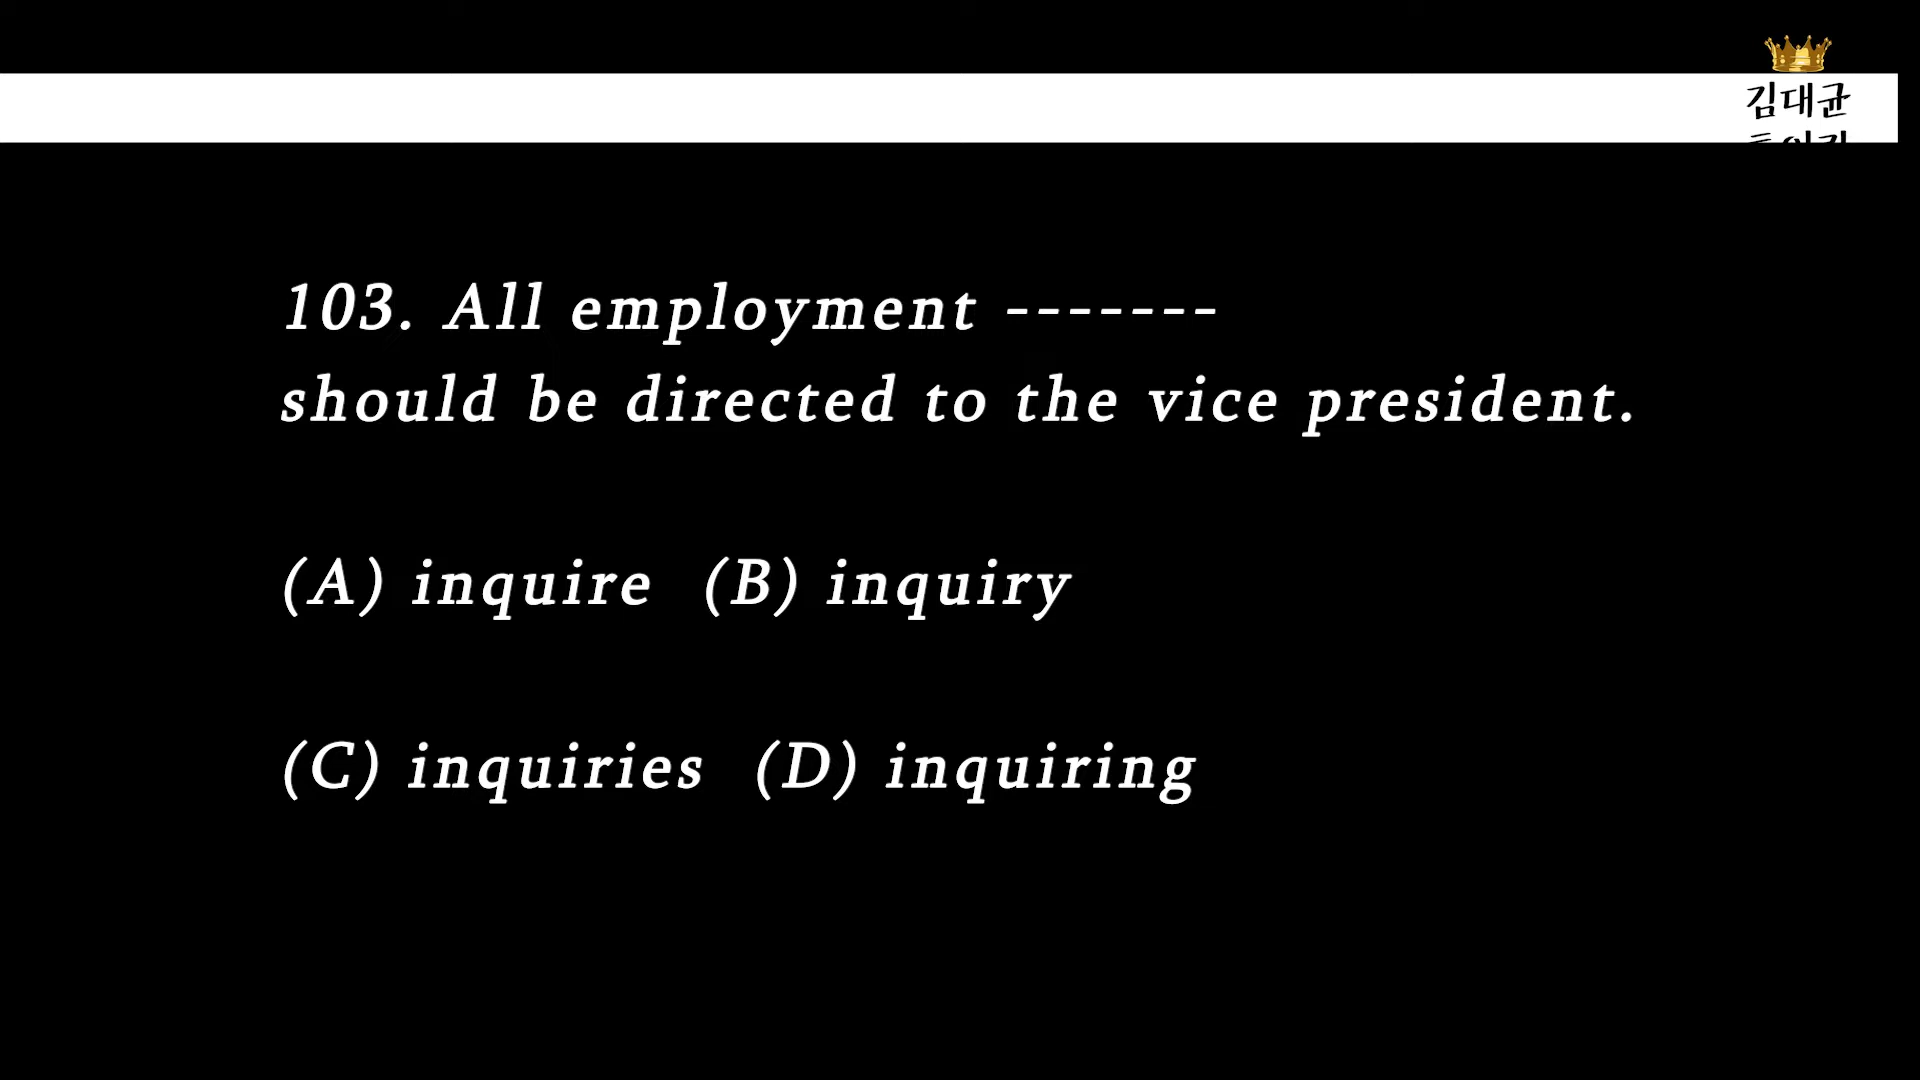 김대균
103. All employment -------
should be directed to the vice president.
(A) inquire (B) inquiry
(C) inquiries (D) inquiring